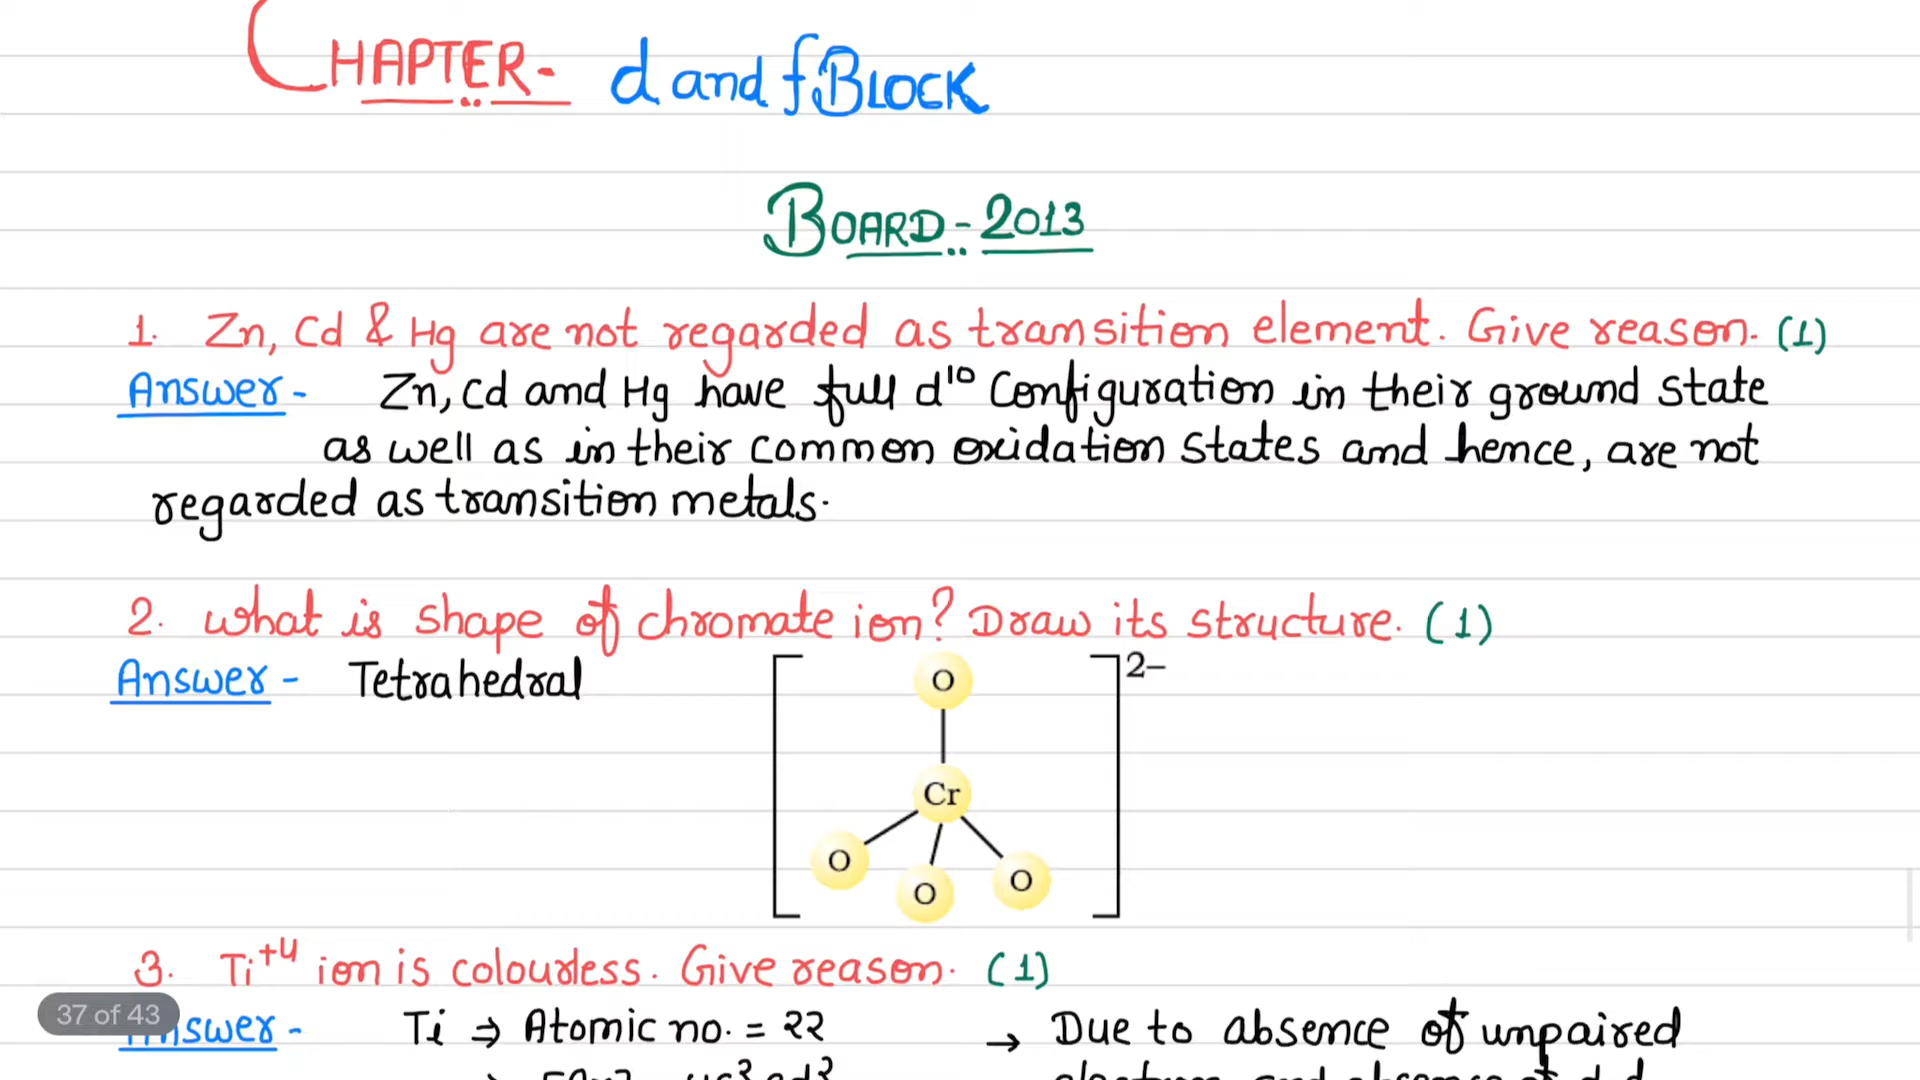 CHAPTER- d and f BLOCK
BOARD- 2013
1. Zn, Cd & Hg are not regarded as transition element. Give reason. (1)
Answer- Zn, Cd and Hg have full d¹⁰ Configuration in their ground state
as well as in their common oxidation states and hence, are not
regarded as transition metals.
2. What is shape of chromate ion? Draw its structure. (1)
Answer- Tetrahedral
2–
O
Cr
O
O
O
3. Ti⁺⁴ ion is colourless. Give reason. (1)
37 of 43
Answer- Ti ⇒ Atomic no. = 22 → Due to absence of unpaired